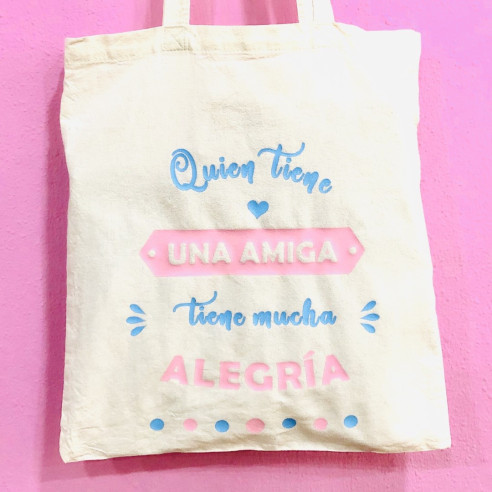 Quien tiene
UNA AMIGA
tiene mucha
ALEGRÍA